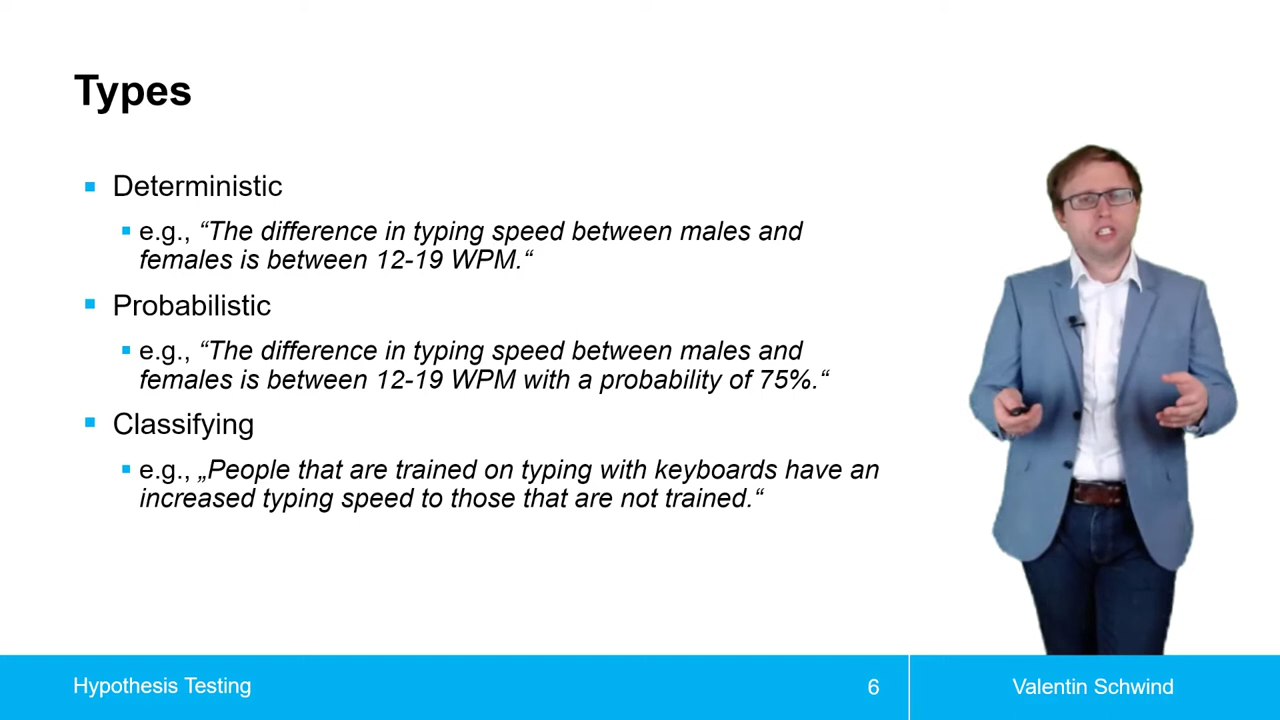 Types
Deterministic
e.g., “The difference in typing speed between males and
females is between 12-19 WPM.“
Probabilistic
e.g., “The difference in typing speed between males and
females is between 12-19 WPM with a probability of 75%.“
Classifying
e.g., „People that are trained on typing with keyboards have an
increased typing speed to those that are not trained.“
Hypothesis Testing
6
Valentin Schwind